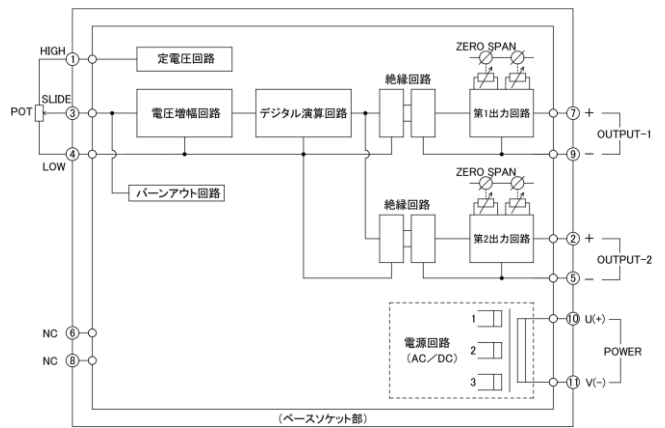 HIGH ① 定電圧回路
POT SLIDE ③ 電圧増幅回路 デジタル演算回路
絶縁回路
ZERO SPAN
第1出力回路
⑦ +
OUTPUT-1
⑨ −
④
LOW
バーンアウト回路
絶縁回路
ZERO SPAN
第2出力回路
② +
OUTPUT-2
⑤ −
NC ⑥
NC ⑧
電源回路
(AC/DC)
1
2
3
⑩ U(+)
POWER
⑪ V(−)
(ベースソケット部)